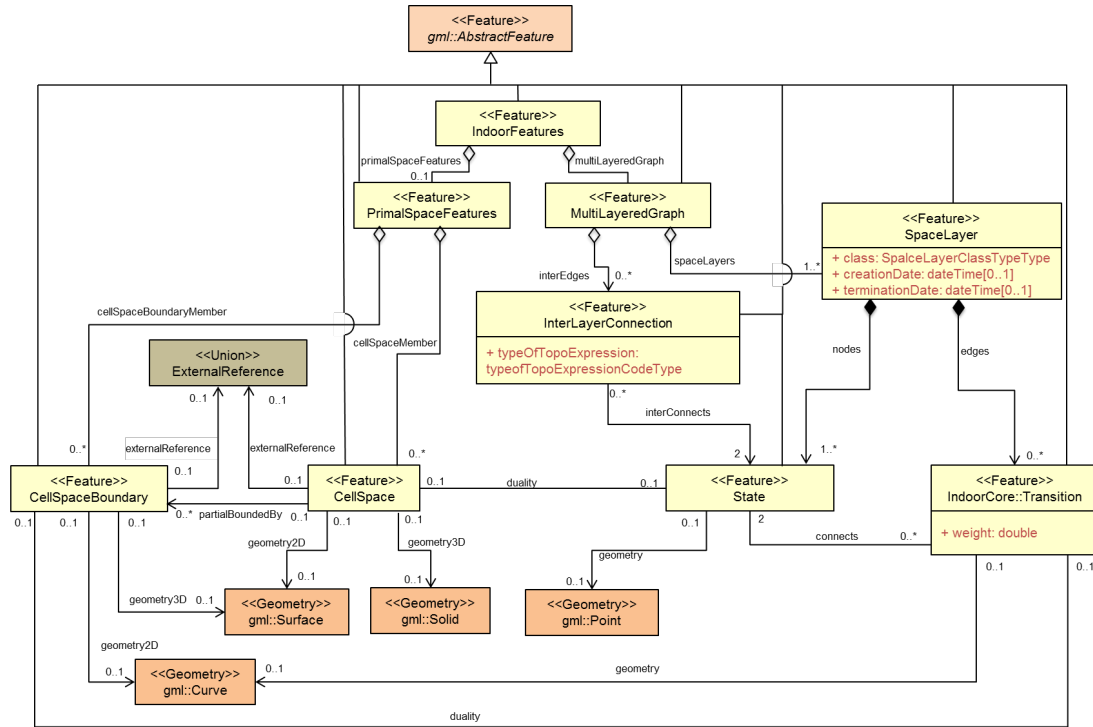 <<Feature>>
gml::AbstractFeature
<<Feature>>
IndoorFeatures
primalSpaceFeatures
0..1
multiLayeredGraph
<<Feature>>
PrimalSpaceFeatures
<<Feature>>
MultiLayeredGraph
<<Feature>>
SpaceLayer
+ class: SpalceLayerClassTypeType
+ creationDate: dateTime[0..1]
+ terminationDate: dateTime[0..1]
spaceLayers
1..*
interEdges
0..*
<<Feature>>
InterLayerConnection
+ typeOfTopoExpression:
typeofTopoExpressionCodeType
0..*
cellSpaceBoundaryMember
cellSpaceMember
nodes
edges
<<Union>>
ExternalReference
0..1
0..1
interConnects
externalReference
externalReference
0..*
0..1
0..1
0..*
2
1..*
0..*
<<Feature>>
CellSpaceBoundary
<<Feature>>
CellSpace
0..1
duality
0..1
<<Feature>>
State
<<Feature>>
IndoorCore::Transition
+ weight: double
0..*
partialBoundedBy
0..1
0..1
0..1
0..1
0..1
0..1
0..1
2
connects
0..*
geometry2D
geometry3D
geometry
0..1
0..1
0..1
0..1
0..1
geometry3D
0..1
<<Geometry>>
gml::Surface
<<Geometry>>
gml::Solid
<<Geometry>>
gml::Point
geometry2D
0..1
<<Geometry>>
gml::Curve
0..1
geometry
duality